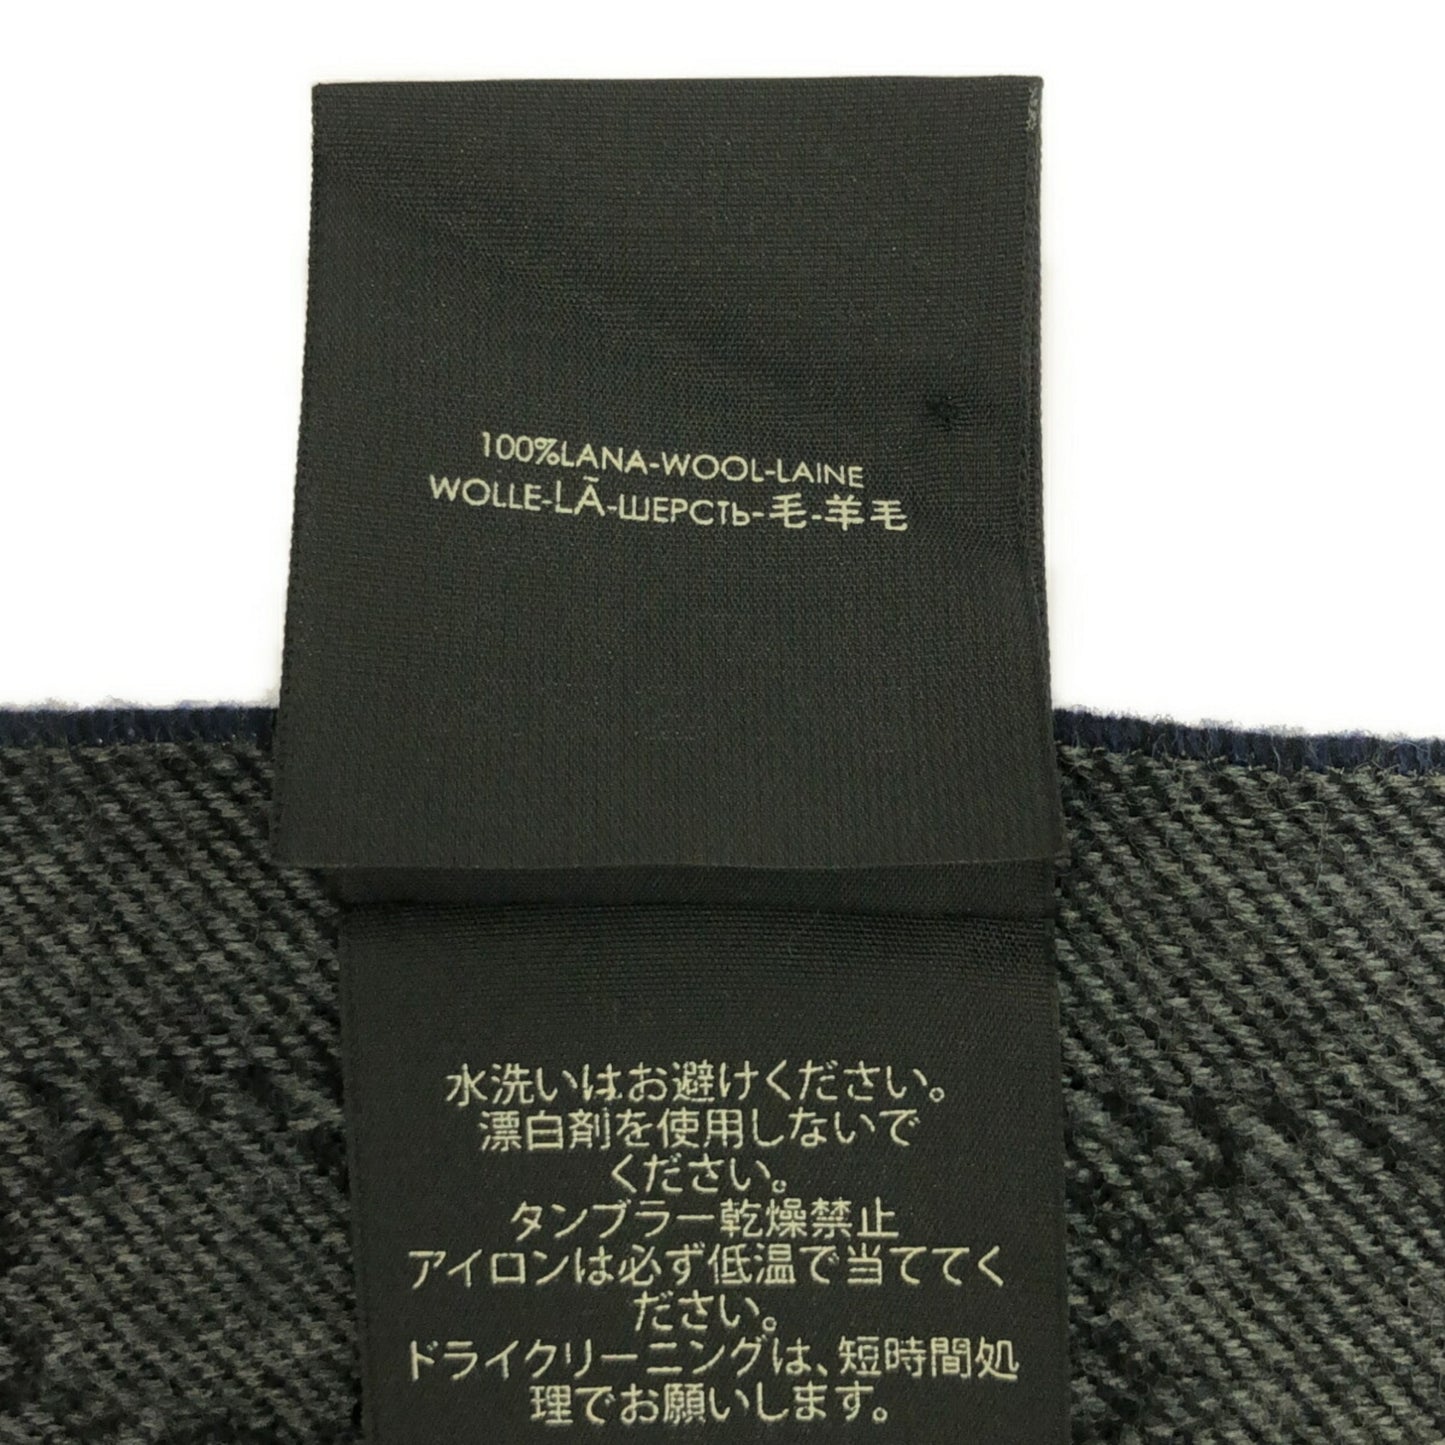 100%LANA-WOOL-LAINE
WOLLE-LÃ-ШЕРСТЬ-毛-羊毛
水洗いはお避けください。
漂白剤を使用しないで
ください。
タンブラー乾燥禁止
アイロンは必ず低温で当ててく
ださい。
ドライクリーニングは、短時間処
理でお願いします。